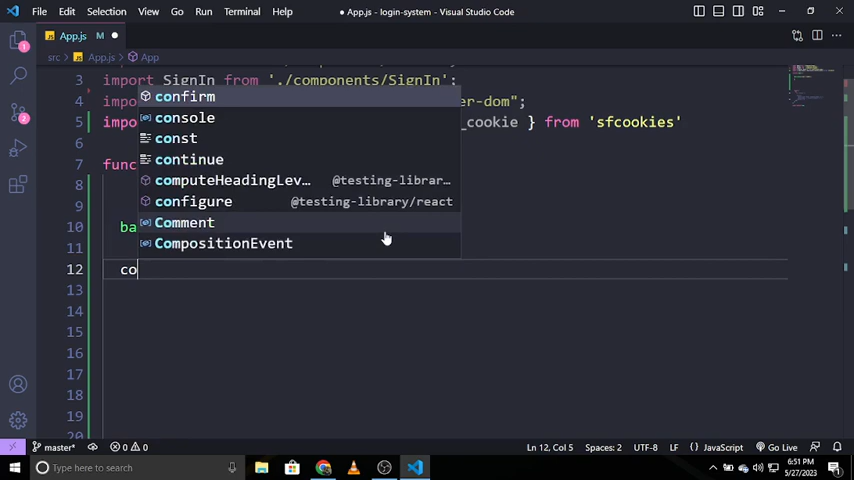 File Edit Selection View Go Run Terminal Help
● App.js - login-system - Visual Studio Code
App.js M ●
src > App.js > App
3 import SignIn from './components/SignIn';
4 impo er-dom";
5 impo _cookie } from 'sfcookies'
6
7 func
8
9
10 ba
11
12 co
13
14
15
16
17
18
19
20
confirm
console
const
continue
computeHeadingLev... @testing-librar...
configure @testing-library/react
Comment
CompositionEvent
1
2
master* 0 0 Ln 12, Col 5 Spaces: 2 UTF-8 LF {} JavaScript Go Live
Type here to search
6:51 PM
5/27/2023
1